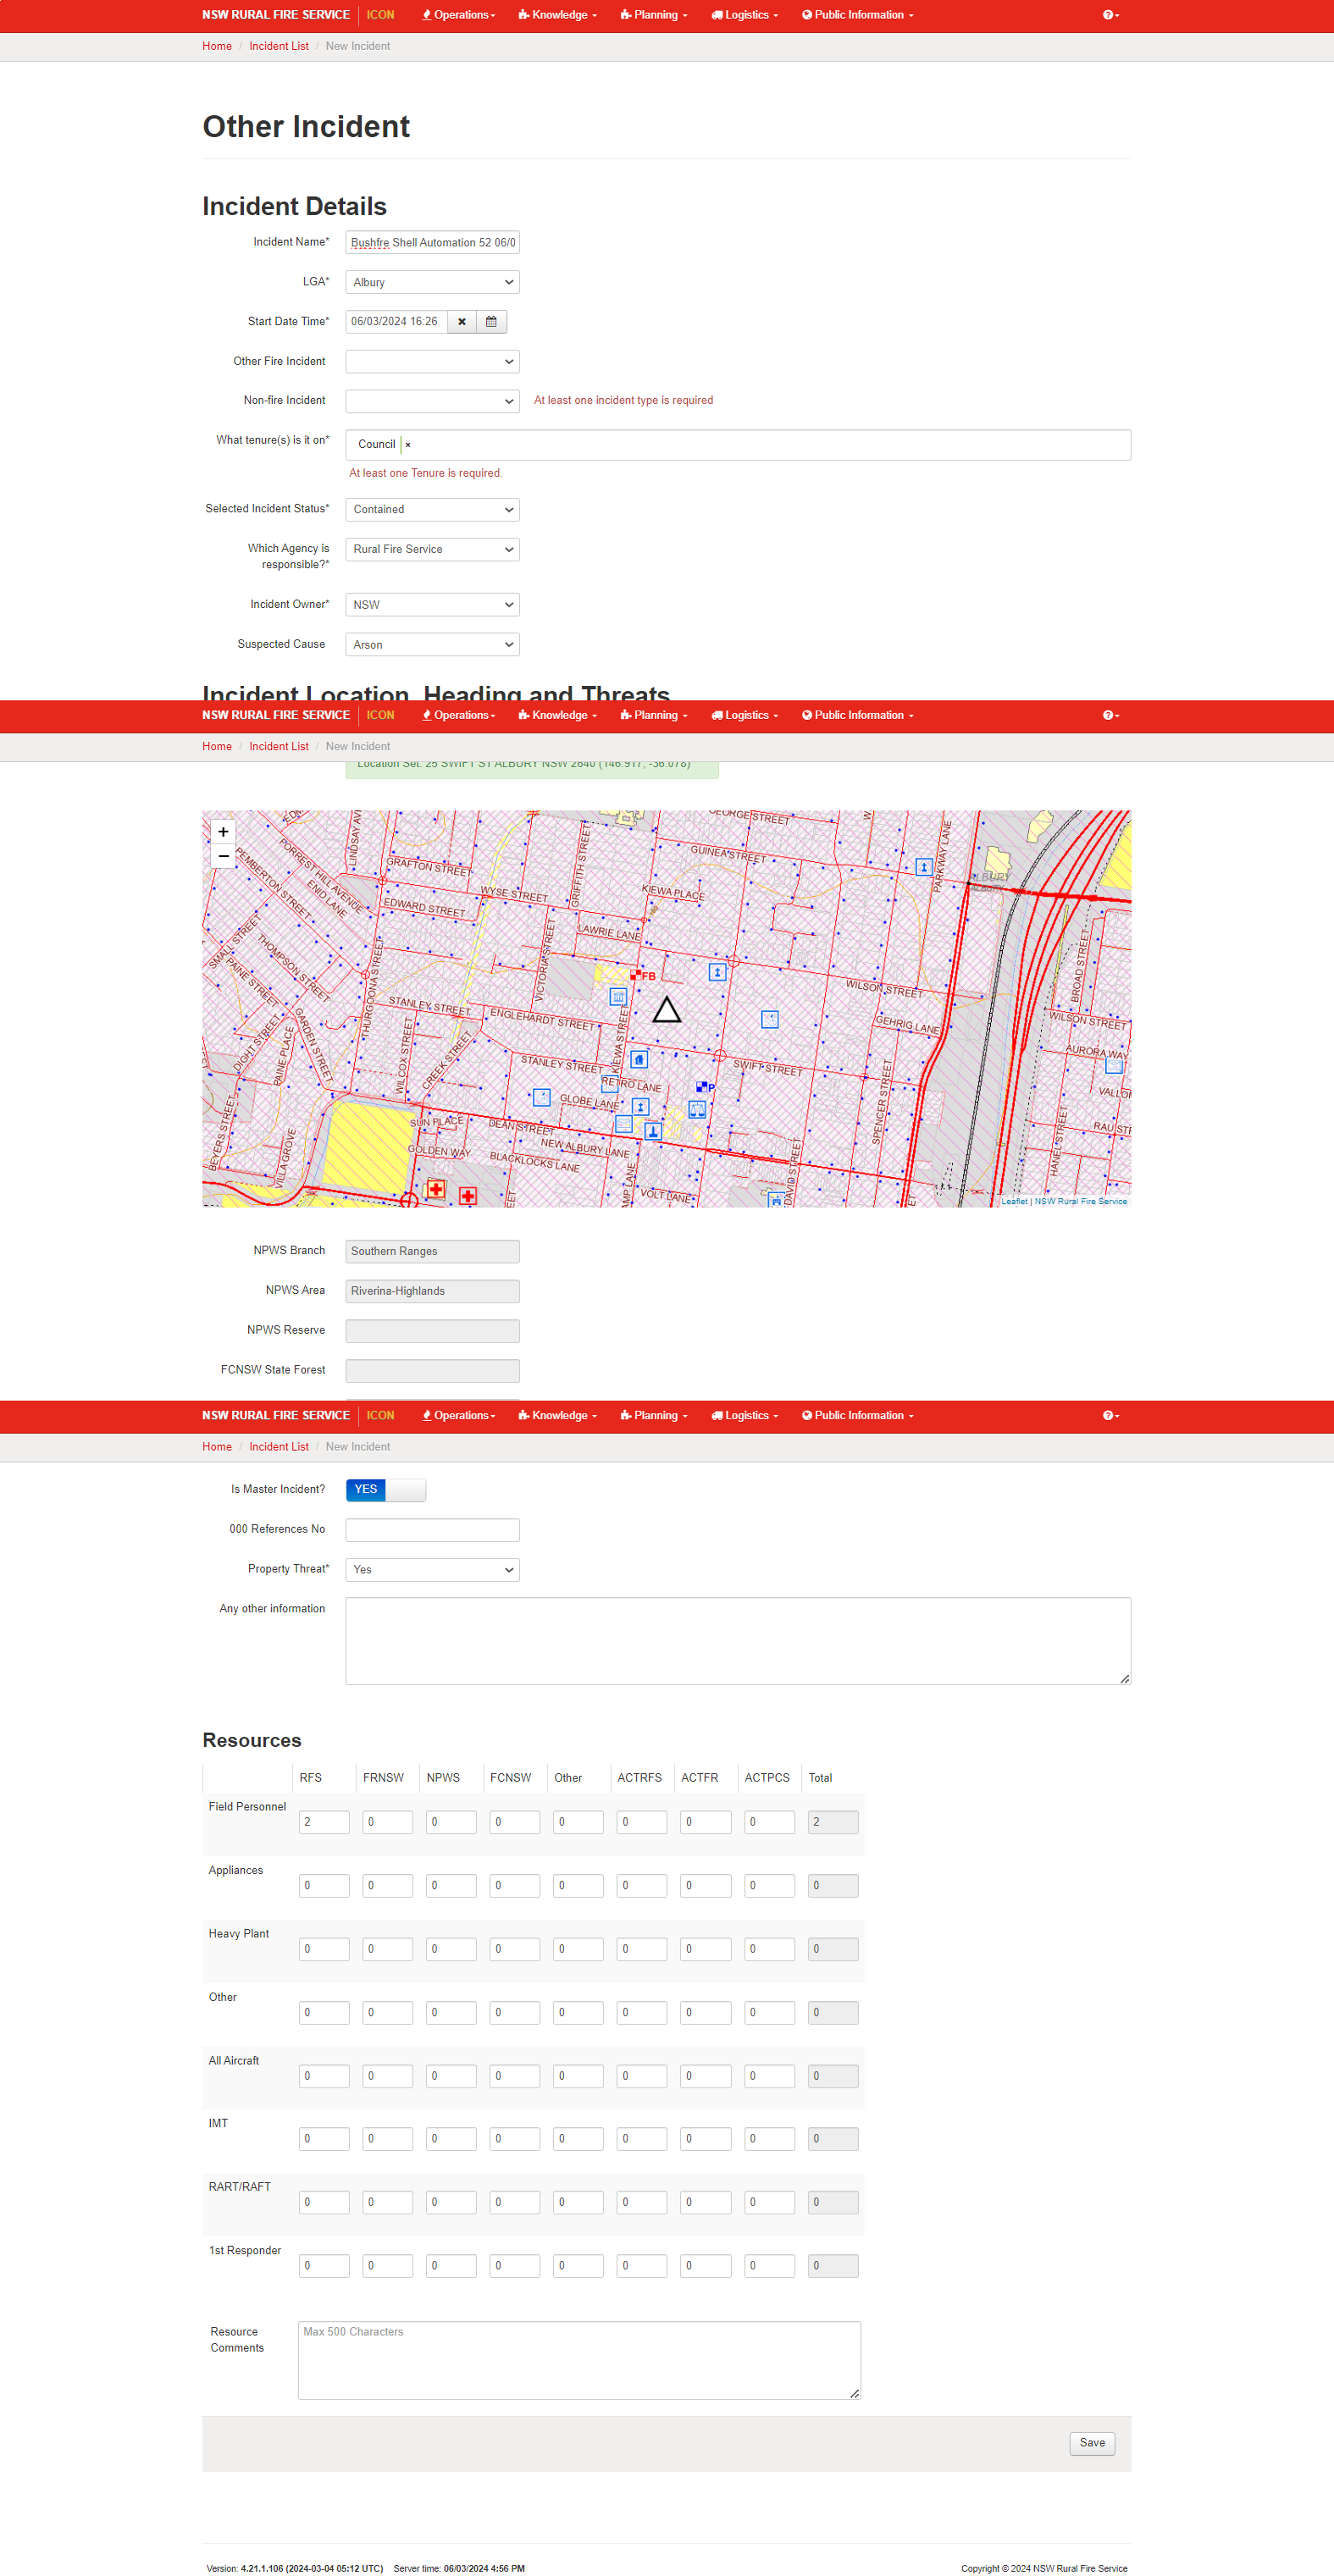 NSW RURAL FIRE SERVICE ICON Operations Knowledge Planning Logistics Public Information
Home / Incident List / New Incident
Other Incident
Incident Details
Incident Name* Bushfre Shell Automation 52 06/0
LGA* Albury
Start Date Time* 06/03/2024 16:26
Other Fire Incident
Non-fire Incident At least one incident type is required
What tenure(s) is it on* Council ×
At least one Tenure is required.
Selected Incident Status* Contained
Which Agency is
responsible?* Rural Fire Service
Incident Owner* NSW
Suspected Cause Arson
Incident Location, Heading and Threats
NSW RURAL FIRE SERVICE ICON Operations Knowledge Planning Logistics Public Information
Home / Incident List / New Incident
Location Set: 25 SWIFT ST ALBURY NSW 2640 (146.917, -36.078)
+
−
GEORGE STREET
LINDSAY AV
FORREST HILL AVENUE
PEMBERTON STREET
END LANE
GRAFTON STREET
EDWARD STREET
WYSE STREET
GRIFFITH STREET
GUINEA STREET
KIEWA PLACE
LAWRIE LANE
PARKWAY LANE
ALBURY
ALBURY
SMALL STREET
THOMPSON STREET
PAINE STREET
THURGOONA STREET
VICTORIA STREET
FB
WILSON STREET
BROAD STREET
GARDEN STREET
STANLEY STREET
ENGLEHARDT STREET
KIEWA STREET
GEHRIG LANE
WILSON STREET
DIGHT STREET
PAINE PLACE
WILCOX STREET
CREEK STREET
STANLEY STREET
RETRO LANE
SWIFT STREET
AURORA WAY
P
SPENCER STREET
VALLO
BEYERS STREET
VILLA GROVE
SUN PLACE
GLOBE LANE
DEAN STREET
NEW ALBURY LANE
HANEL STREET
RAU ST
GOLDEN WAY
BLACKLOCKS LANE
AMP LANE
VOLT LANE
DAVID STREET
Leaflet | NSW Rural Fire Service
NPWS Branch Southern Ranges
NPWS Area Riverina-Highlands
NPWS Reserve
FCNSW State Forest
NSW RURAL FIRE SERVICE ICON Operations Knowledge Planning Logistics Public Information
Home / Incident List / New Incident
Is Master Incident? YES
000 References No
Property Threat* Yes
Any other information
Resources
RFS FRNSW NPWS FCNSW Other ACTRFS ACTFR ACTPCS Total
Field Personnel 2 0 0 0 0 0 0 0 2
Appliances 0 0 0 0 0 0 0 0 0
Heavy Plant 0 0 0 0 0 0 0 0 0
Other 0 0 0 0 0 0 0 0 0
All Aircraft 0 0 0 0 0 0 0 0 0
IMT 0 0 0 0 0 0 0 0 0
RART/RAFT 0 0 0 0 0 0 0 0 0
1st Responder 0 0 0 0 0 0 0 0 0
Resource
Comments Max 500 Characters
Save
Version: 4.21.1.106 (2024-03-04 05:12 UTC) Server time: 06/03/2024 4:56 PM Copyright © 2024 NSW Rural Fire Service